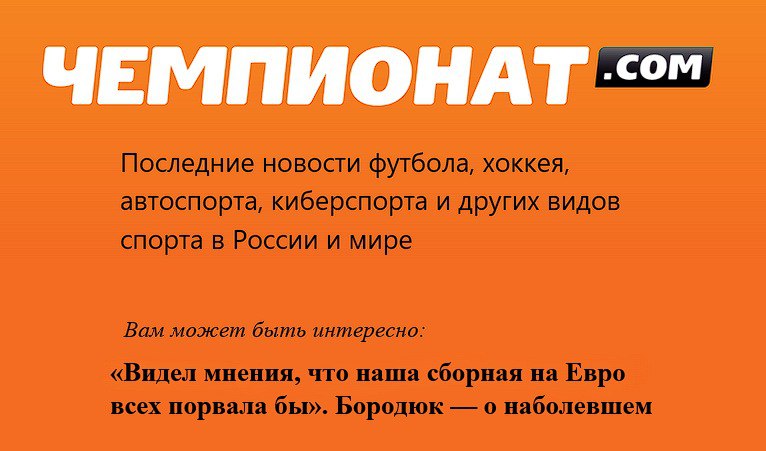 ЧЕМПИОНАТ.COM
Последние новости футбола, хоккея,
автоспорта, киберспорта и других видов
спорта в России и мире
Вам может быть интересно:
«Видел мнения, что наша сборная на Евро
всех порвала бы». Бородюк — о наболевшем